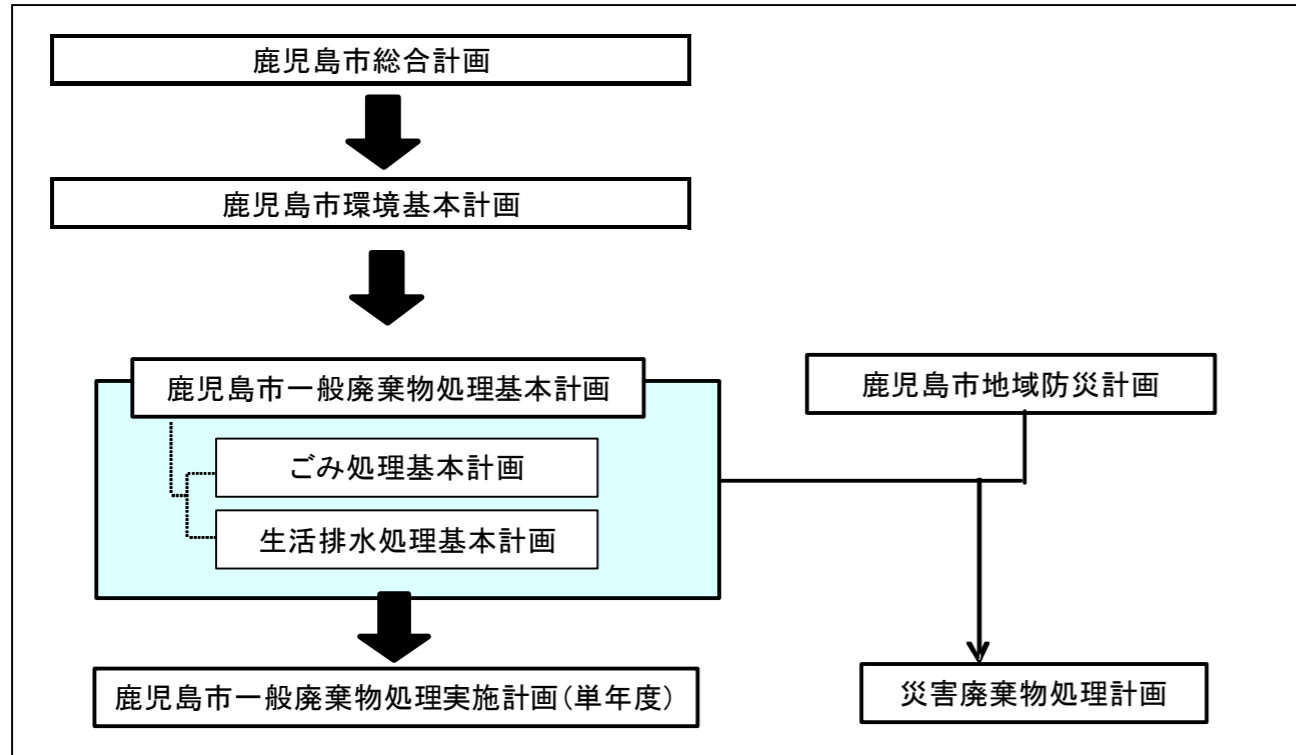 鹿児島市総合計画
鹿児島市環境基本計画
鹿児島市一般廃棄物処理基本計画
ごみ処理基本計画
生活排水処理基本計画
鹿児島市一般廃棄物処理実施計画(単年度)
鹿児島市地域防災計画
災害廃棄物処理計画